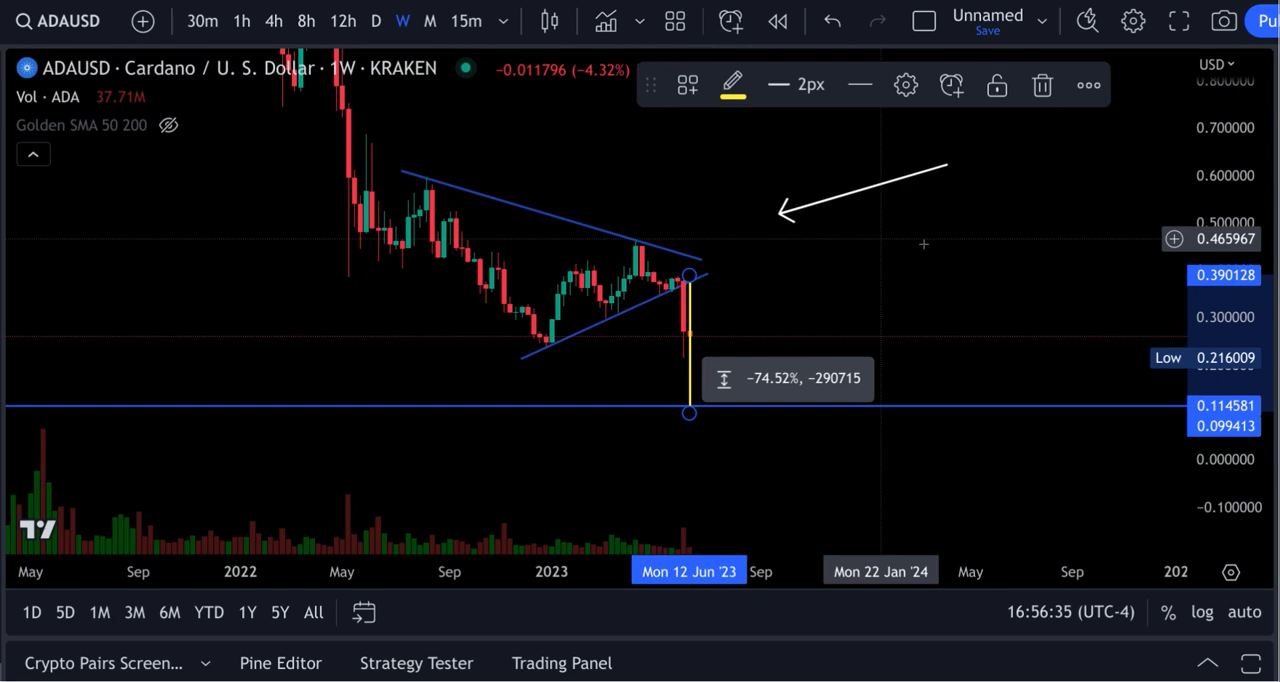 ADAUSD 30m 1h 4h 8h 12h D W M 15m Unnamed Save Pu
ADAUSD · Cardano / U. S. Dollar · 1W · KRAKEN −0.011796 (−4.32%) 2px USD
Vol · ADA 37.71M
Golden SMA 50 200
0.800000
0.700000
0.600000
0.500000
0.465967
0.390128
0.300000
Low 0.216009
−74.52%, −290715
0.114581
0.099413
0.000000
−0.100000
May Sep 2022 May Sep 2023 Mon 12 Jun '23 Sep Mon 22 Jan '24 May Sep 202
1D 5D 1M 3M 6M YTD 1Y 5Y All 16:56:35 (UTC-4) % log auto
Crypto Pairs Screen... Pine Editor Strategy Tester Trading Panel